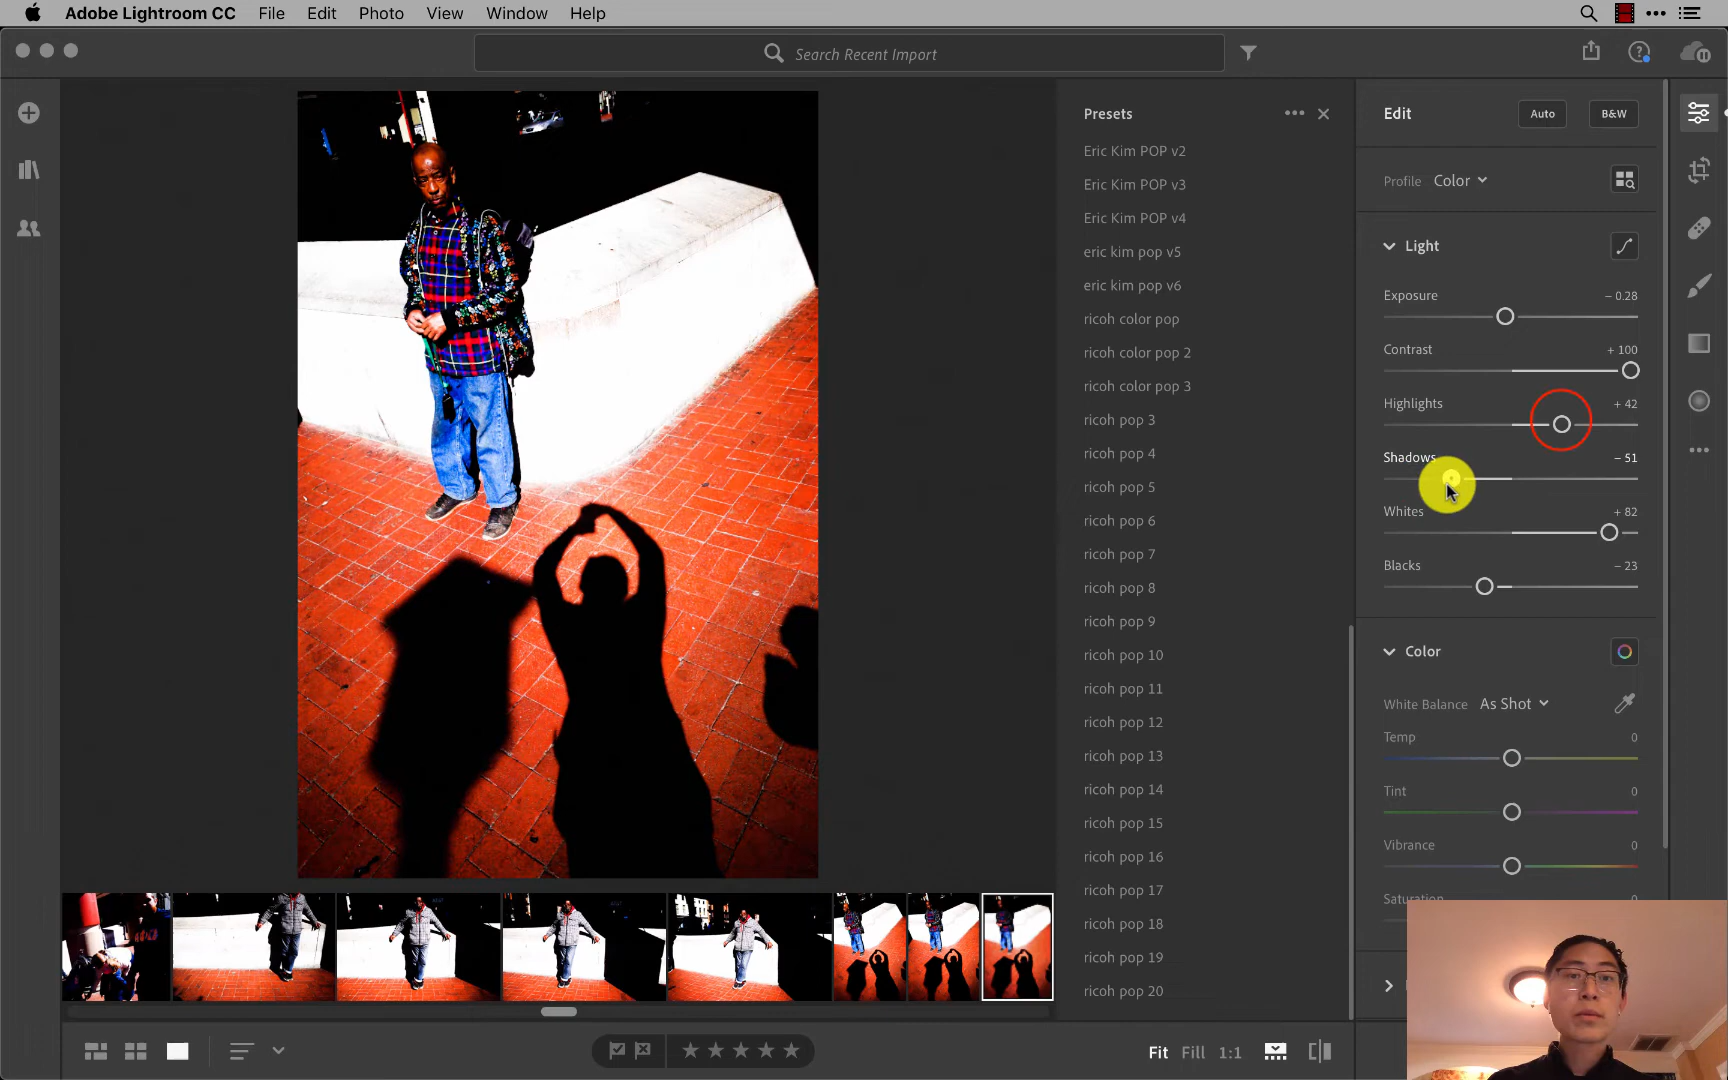 Adobe Lightroom CC File Edit Photo View Window Help
Search Recent Import
Presets
Eric Kim POP v2
Eric Kim POP v3
Eric Kim POP v4
eric kim pop v5
eric kim pop v6
ricoh color pop
ricoh color pop 2
ricoh color pop 3
ricoh pop 3
ricoh pop 4
ricoh pop 5
ricoh pop 6
ricoh pop 7
ricoh pop 8
ricoh pop 9
ricoh pop 10
ricoh pop 11
ricoh pop 12
ricoh pop 13
ricoh pop 14
ricoh pop 15
ricoh pop 16
ricoh pop 17
ricoh pop 18
ricoh pop 19
ricoh pop 20
Edit Auto B&W
Profile Color
Light
Exposure – 0.28
Contrast + 100
Highlights + 42
Shadows – 51
Whites + 82
Blacks – 23
Color
White Balance As Shot
Temp 0
Tint 0
Vibrance 0
Saturation 0
Fit Fill 1:1